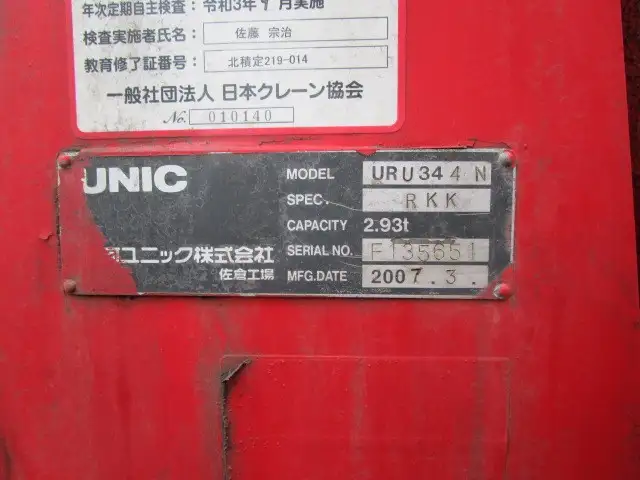 年次定期自主検査：令和3年9月実施
検査実施者氏名： 佐藤 宗治
教育修了証番号： 北積定219-014
一般社団法人 日本クレーン協会
No. 010140
UNIC
ユニック株式会社
佐倉工場
MODEL URU344N
SPEC. RKK
CAPACITY 2.93t
SERIAL NO. F135651
MFG.DATE 2007.3.